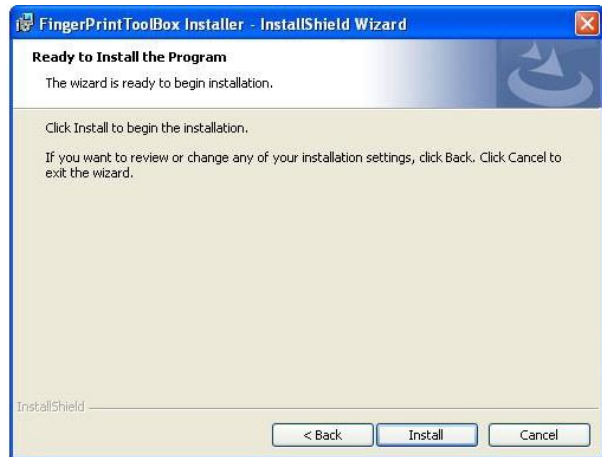 FingerPrintToolBox Installer - InstallShield Wizard
Ready to Install the Program
The wizard is ready to begin installation.
Click Install to begin the installation.
If you want to review or change any of your installation settings, click Back. Click Cancel to
exit the wizard.
InstallShield
< Back
Install
Cancel